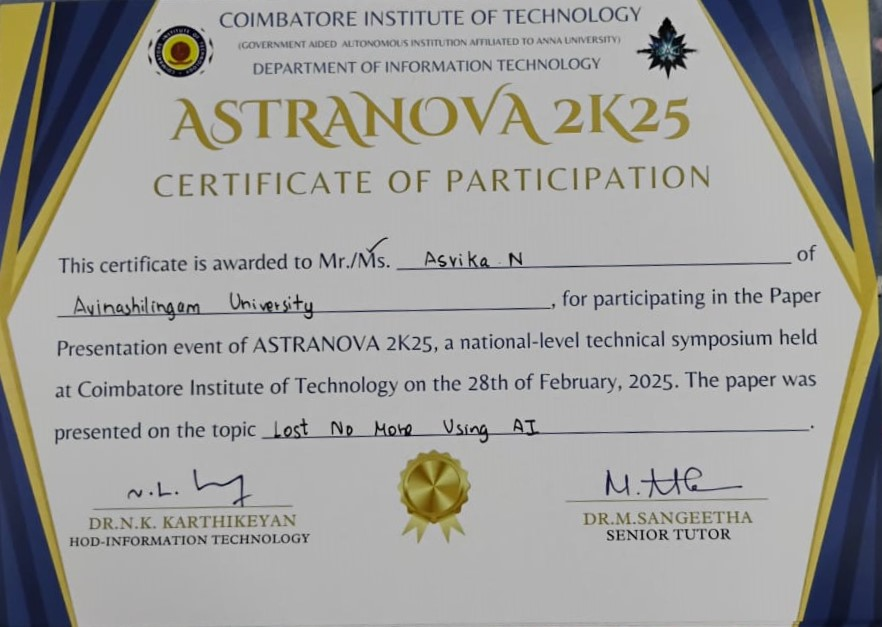 COIMBATORE INSTITUTE OF TECHNOLOGY
(GOVERNMENT AIDED AUTONOMOUS INSTITUTION AFFILIATED TO ANNA UNIVERSITY)
DEPARTMENT OF INFORMATION TECHNOLOGY
ASTRANOVA 2K25
CERTIFICATE OF PARTICIPATION
This certificate is awarded to Mr./Ms. Asvika N of
Avinashilingam University, for participating in the Paper
Presentation event of ASTRANOVA 2K25, a national-level technical symposium held
at Coimbatore Institute of Technology on the 28th of February, 2025. The paper was
presented on the topic Lost No More Using AI.
N.L.
M.
DR.N.K. KARTHIKEYAN
DR.M.SANGEETHA
HOD-INFORMATION TECHNOLOGY
SENIOR TUTOR